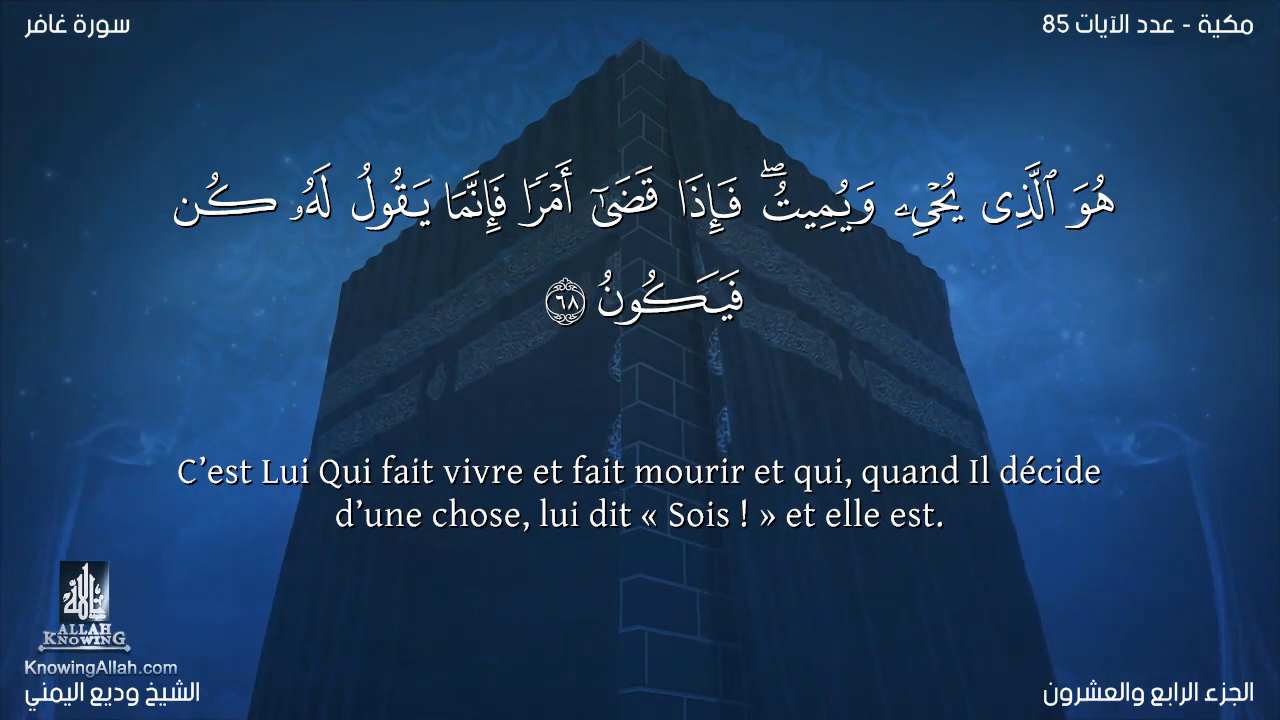 سورة غافر
مكية - عدد الآيات 85
هُوَ ٱلَّذِى يُحْىِۦ وَيُمِيتُ ۖ فَإِذَا قَضَىٰٓ أَمْرًا فَإِنَّمَا يَقُولُ لَهُۥ كُن
فَيَكُونُ ٦٨
C’est Lui Qui fait vivre et fait mourir et qui, quand Il décide
d’une chose, lui dit « Sois ! » et elle est.
ALLAH
KNOWING
KnowingAllah.com
الشيخ وديع اليمني
الجزء الرابع والعشرون